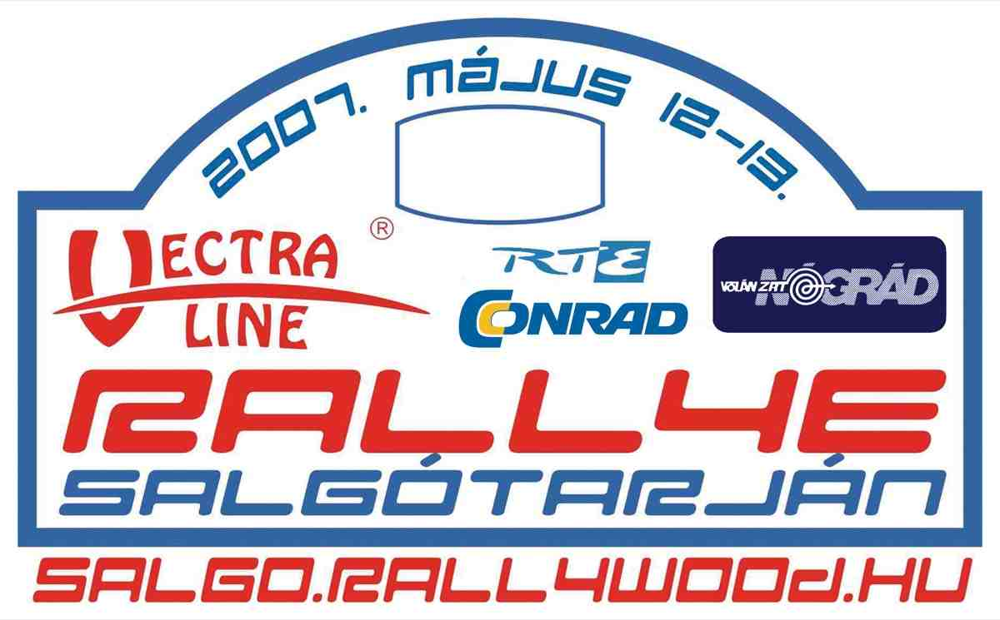 2007. MÁJUS 12-13.
VECTRA LINE ®
RTE
CONRAD
VOLÁN ZRT NÓGRÁD
RALLYE
SALGÓTARJÁN
SALGO.RALLYWOOD.HU